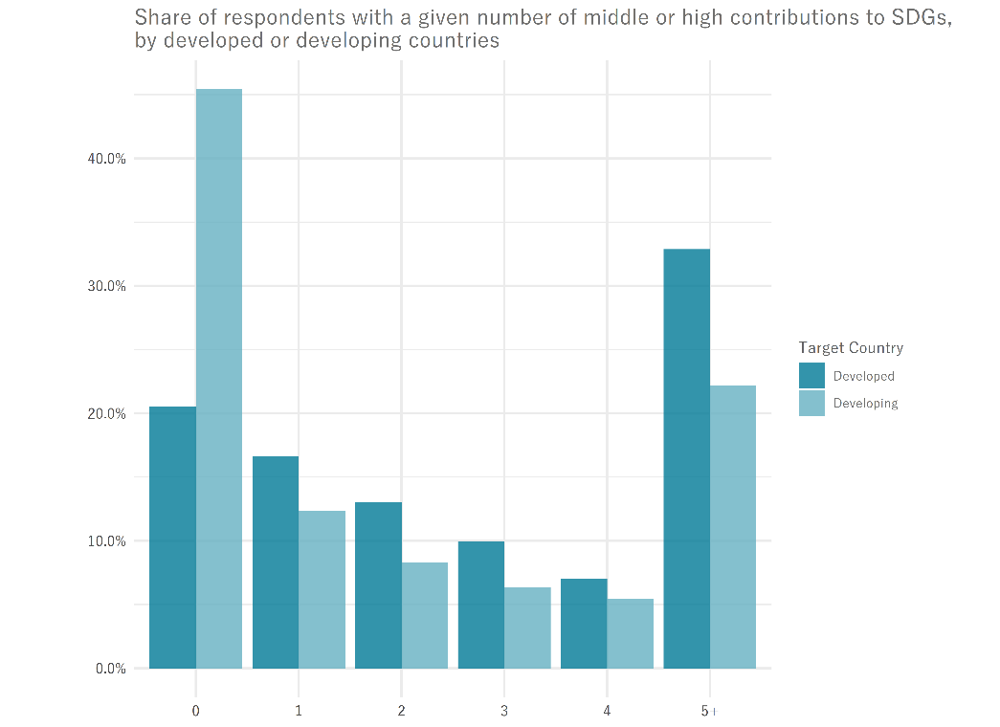 Share of respondents with a given number of middle or high contributions to SDGs,
by developed or developing countries
40.0%
30.0%
20.0%
10.0%
0.0%
0 1 2 3 4 5+
Target Country
Developed
Developing